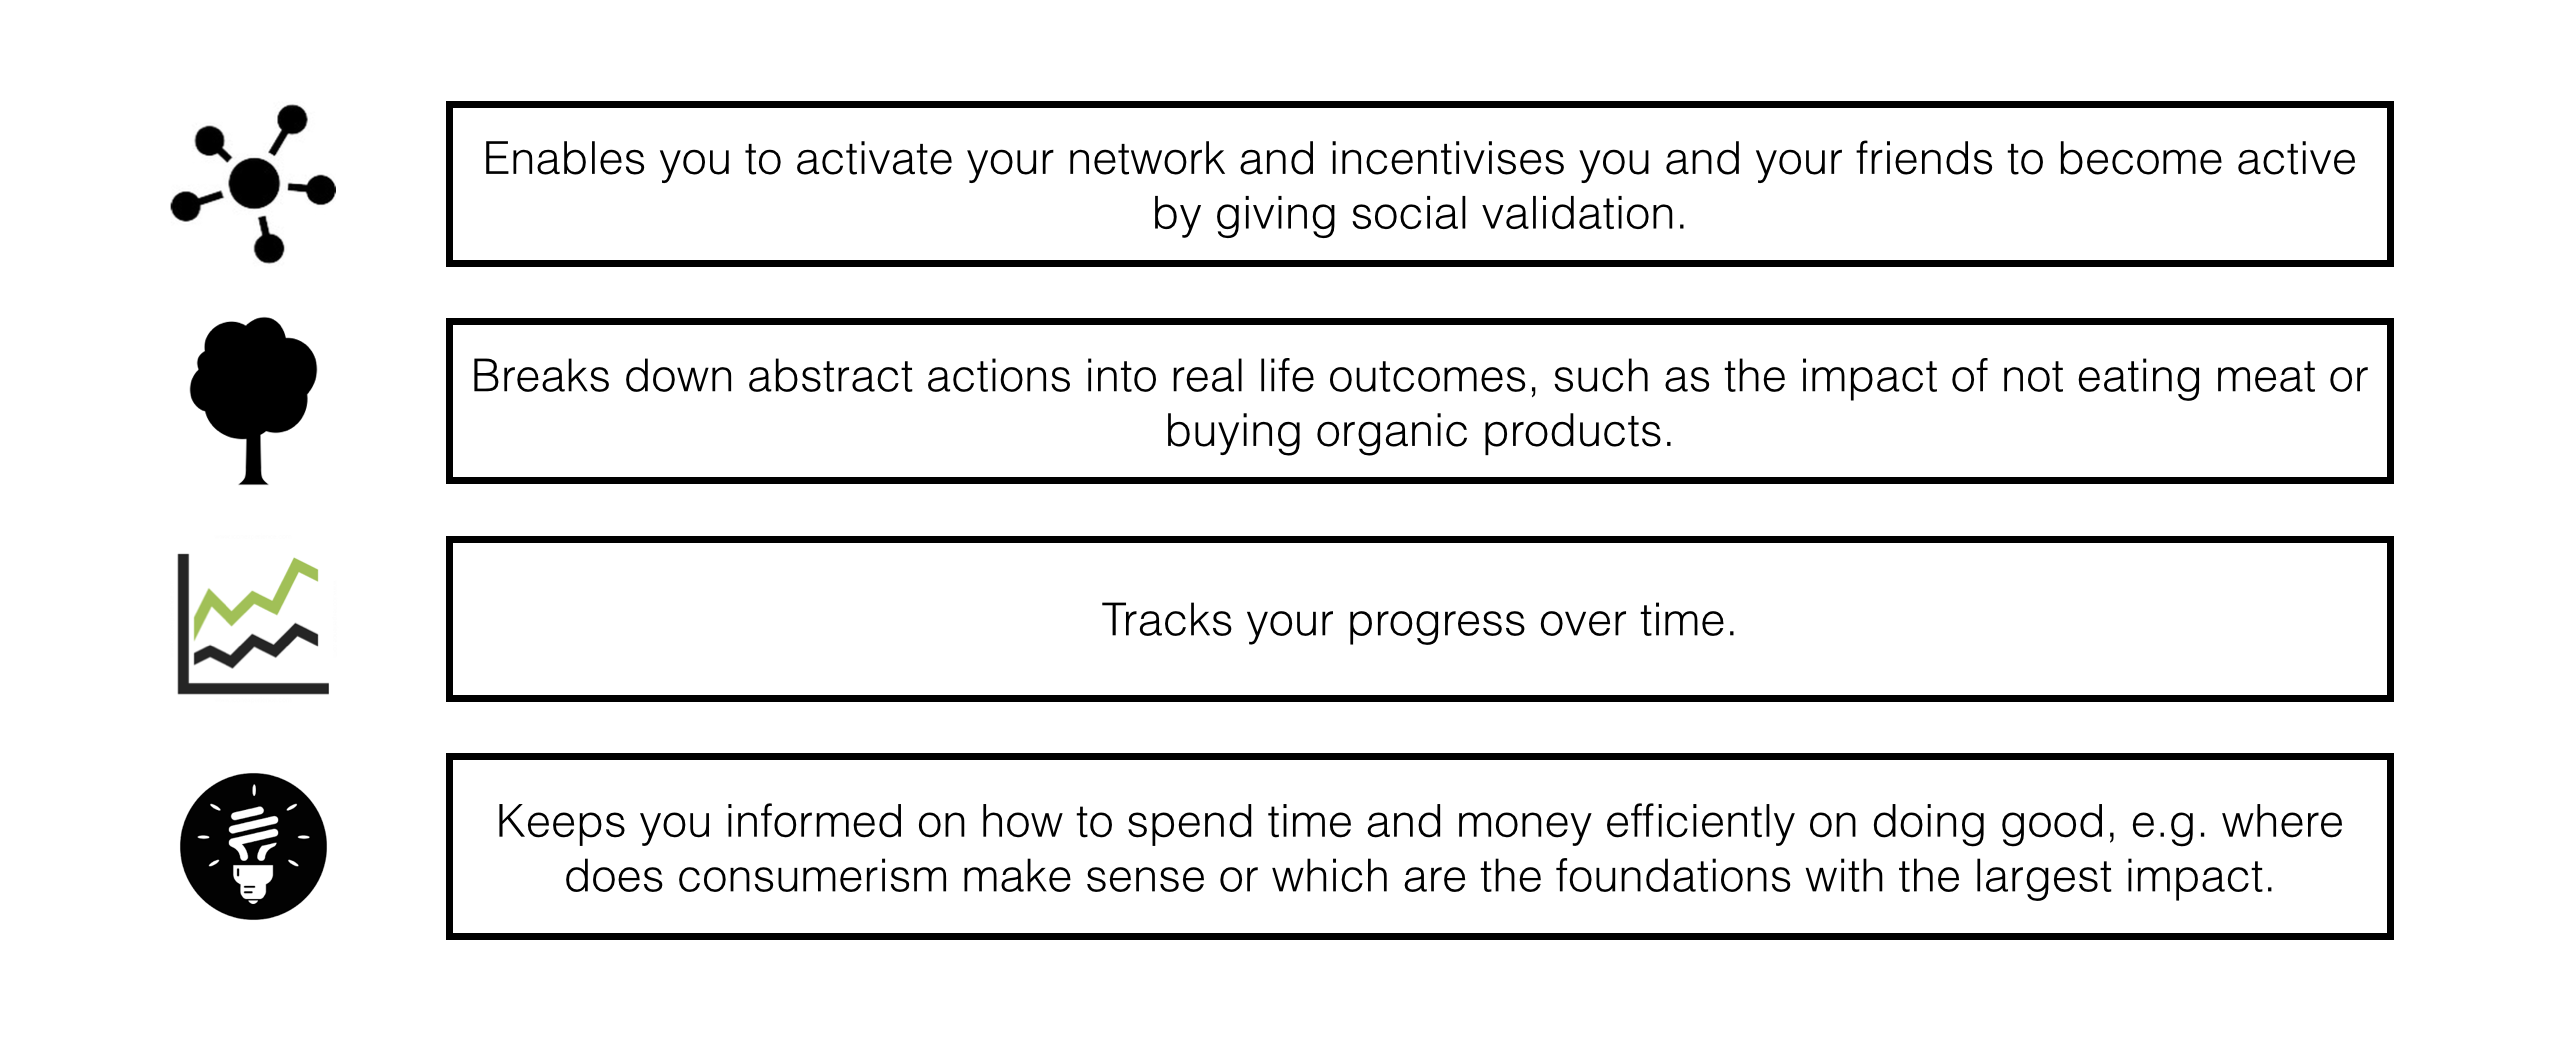 Enables you to activate your network and incentivises you and your friends to become active
by giving social validation.
Breaks down abstract actions into real life outcomes, such as the impact of not eating meat or
buying organic products.
Tracks your progress over time.
Keeps you informed on how to spend time and money efficiently on doing good, e.g. where
does consumerism make sense or which are the foundations with the largest impact.